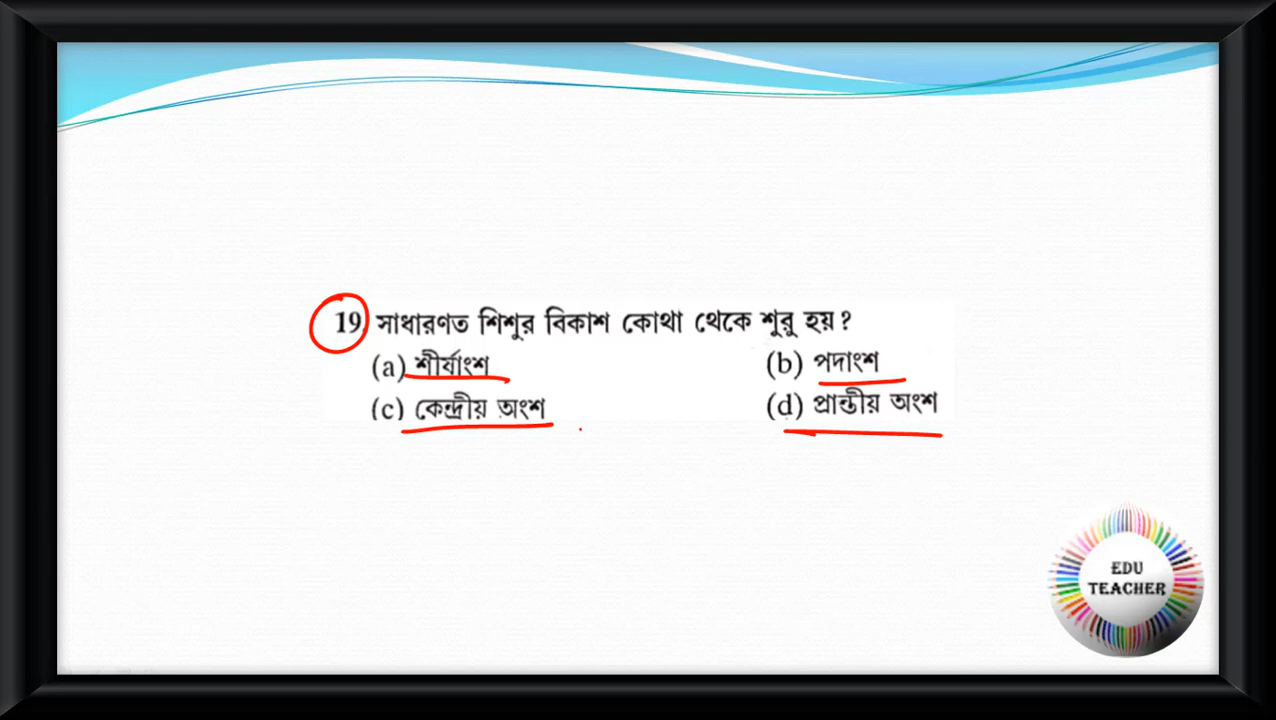 19 সাধারণত শিশুর বিকাশ কোথা থেকে শুরু হয়?
(a) শীর্ষাংশ (b) পদাংশ
(c) কেন্দ্রীয় অংশ (d) প্রান্তীয় অংশ
EDU
TEACHER